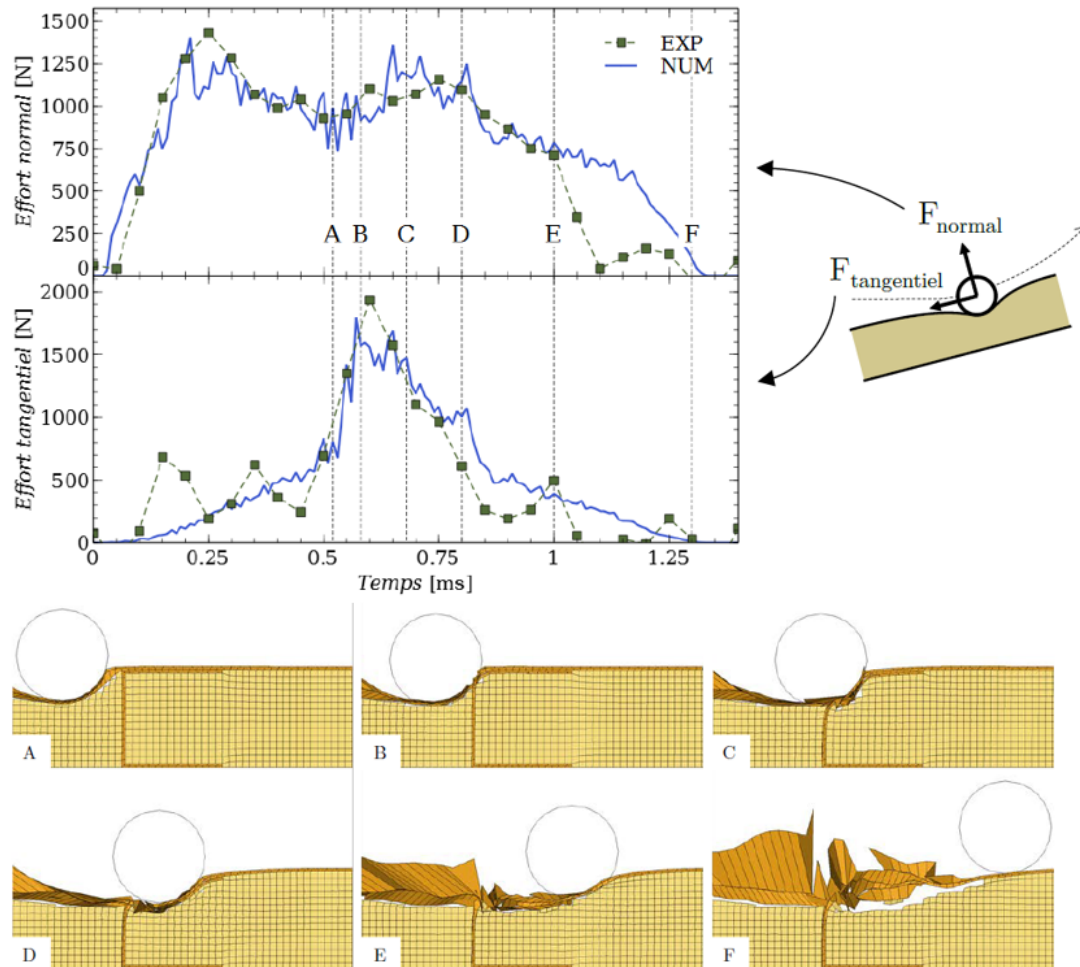 1500
1250
1000
750
500
250
0
Effort normal [N]
EXP
NUM
A B C D E F
2000
1500
1000
500
0
Effort tangentiel [N]
0 0.25 0.5 0.75 1 1.25
Temps [ms]
F normal
F tangentiel
A
B
C
D
E
F